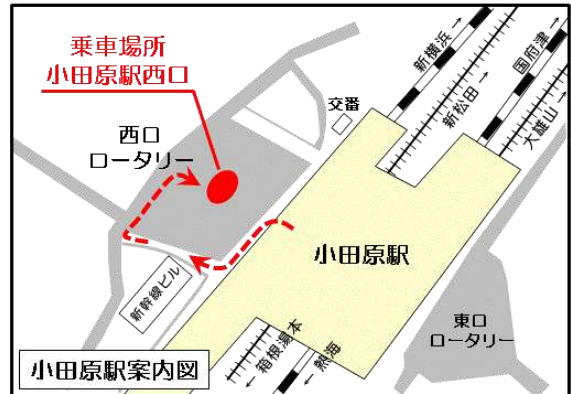 乗車場所
小田原駅西口
新横浜→
国府津→
新松田→
大雄山→
交番
西口
ロータリー
小田原駅
新幹線ビル
東口
ロータリー
←箱根湯本
←熱海
小田原駅案内図